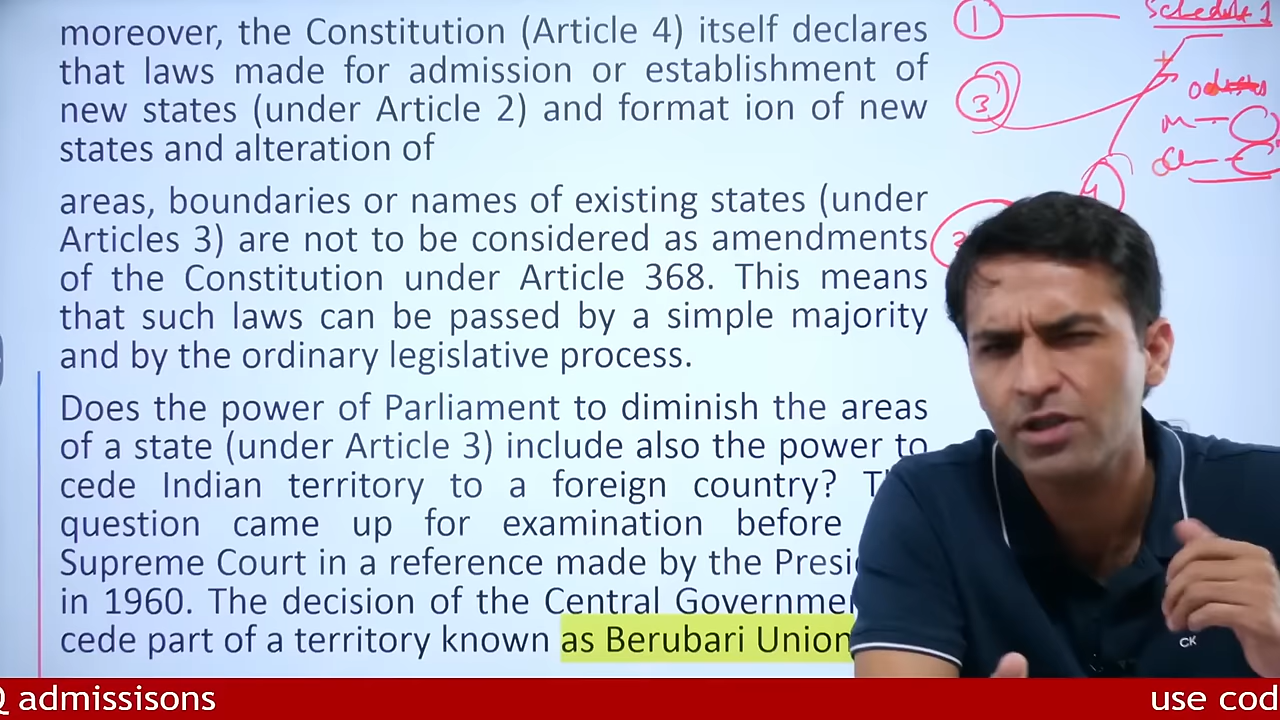 moreover, the Constitution (Article 4) itself declares
that laws made for admission or establishment of
new states (under Article 2) and format ion of new
states and alteration of
areas, boundaries or names of existing states (under
Articles 3) are not to be considered as amendments
of the Constitution under Article 368. This means
that such laws can be passed by a simple majority
and by the ordinary legislative process.
Does the power of Parliament to diminish the areas
of a state (under Article 3) include also the power to
cede Indian territory to a foreign country?
question came up for examination before
Supreme Court in a reference made by the
in 1960. The decision of the Central
cede part of a territory known as Berubari Union
1
Schedule 1
3
4
2
CK
admissisons
use